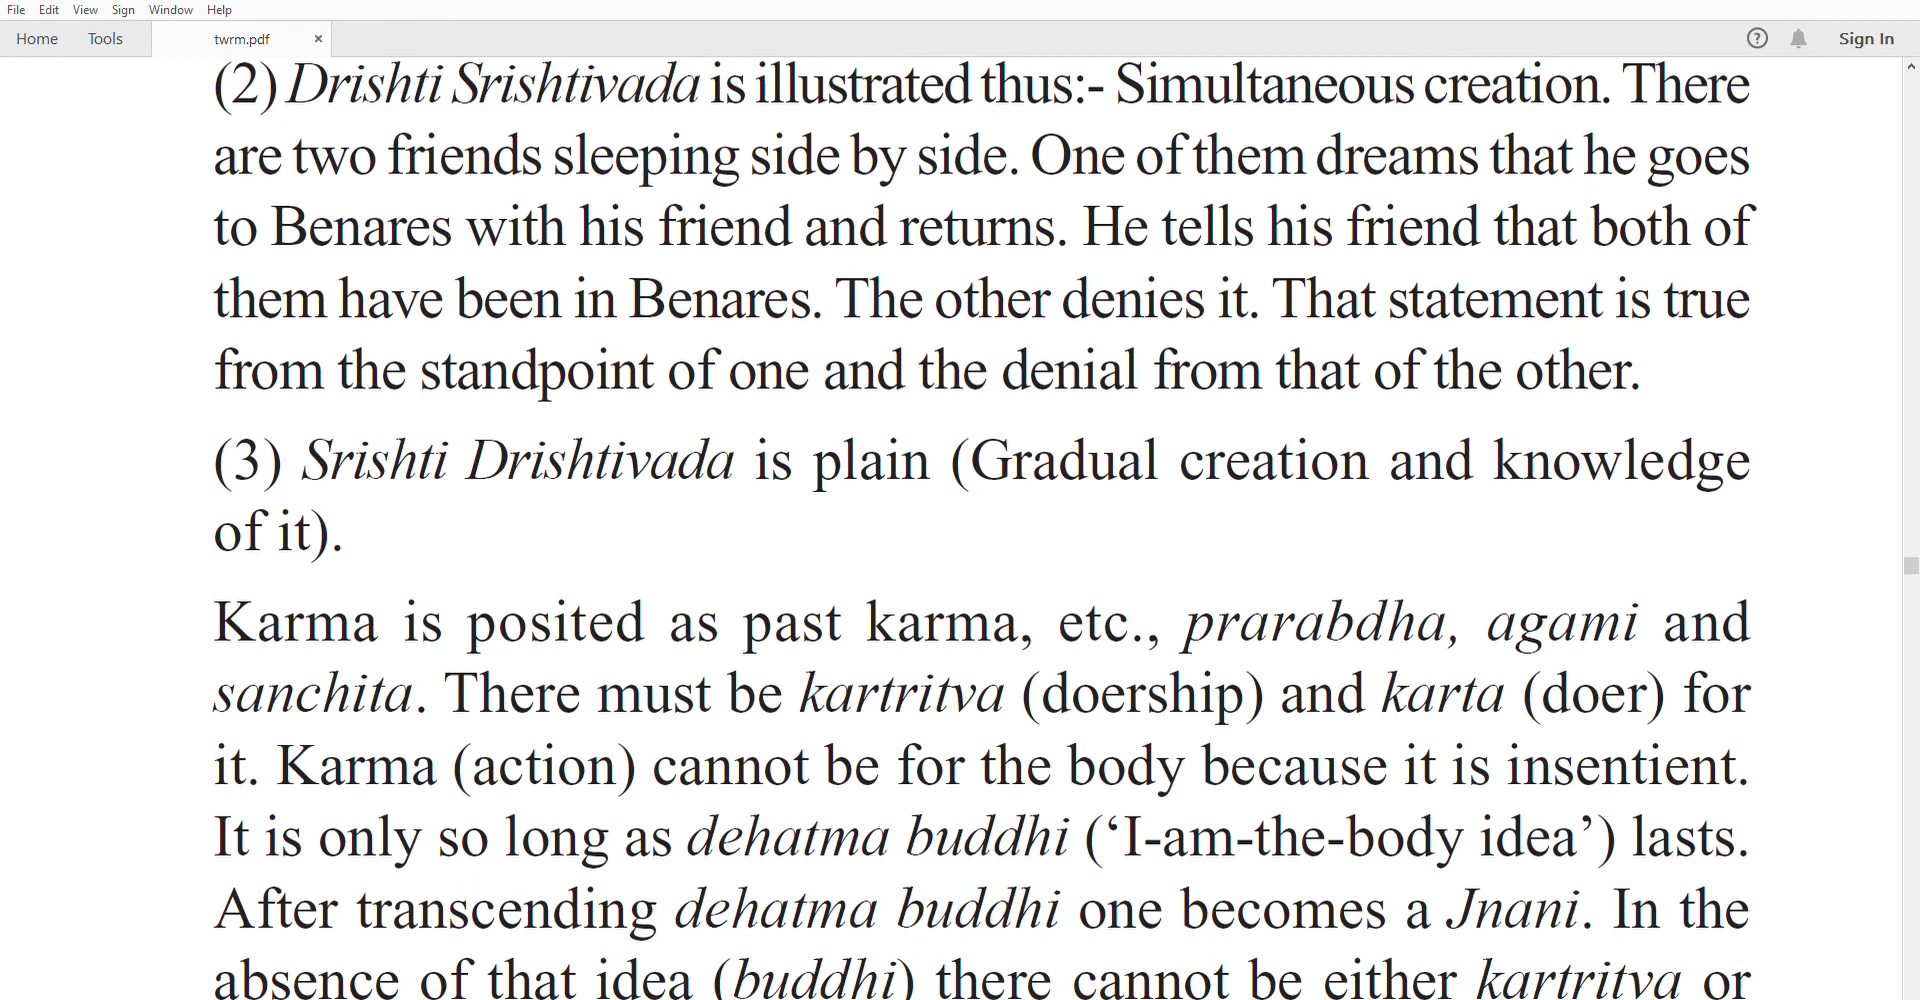 File Edit View Sign Window Help
Home Tools twrm.pdf × ? Sign In
(2) Drishti Srishtivada is illustrated thus:- Simultaneous creation. There
are two friends sleeping side by side. One of them dreams that he goes
to Benares with his friend and returns. He tells his friend that both of
them have been in Benares. The other denies it. That statement is true
from the standpoint of one and the denial from that of the other.
(3) Srishti Drishtivada is plain (Gradual creation and knowledge
of it).
Karma is posited as past karma, etc., prarabdha, agami and
sanchita. There must be kartritva (doership) and karta (doer) for
it. Karma (action) cannot be for the body because it is insentient.
It is only so long as dehatma buddhi (‘I-am-the-body idea’) lasts.
After transcending dehatma buddhi one becomes a Jnani. In the
absence of that idea (buddhi) there cannot be either kartritva or